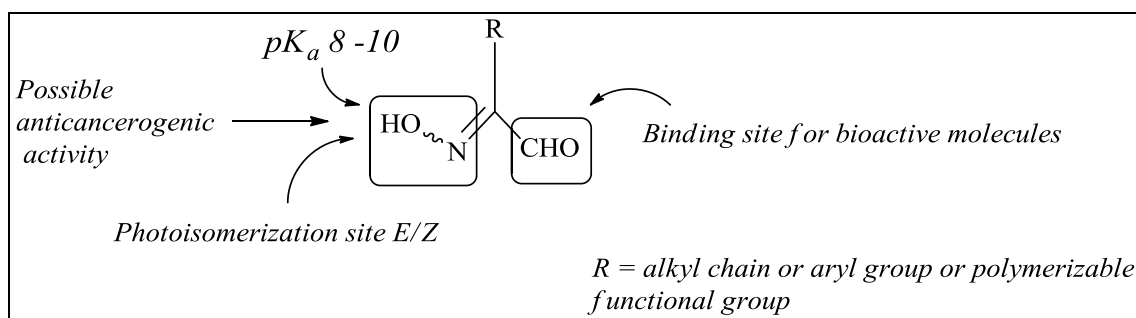 pKa 8 -10
R
Possible
anticancerogenic
activity
HO
N
CHO
Binding site for bioactive molecules
Photoisomerization site E/Z
R = alkyl chain or aryl group or polymerizable
functional group